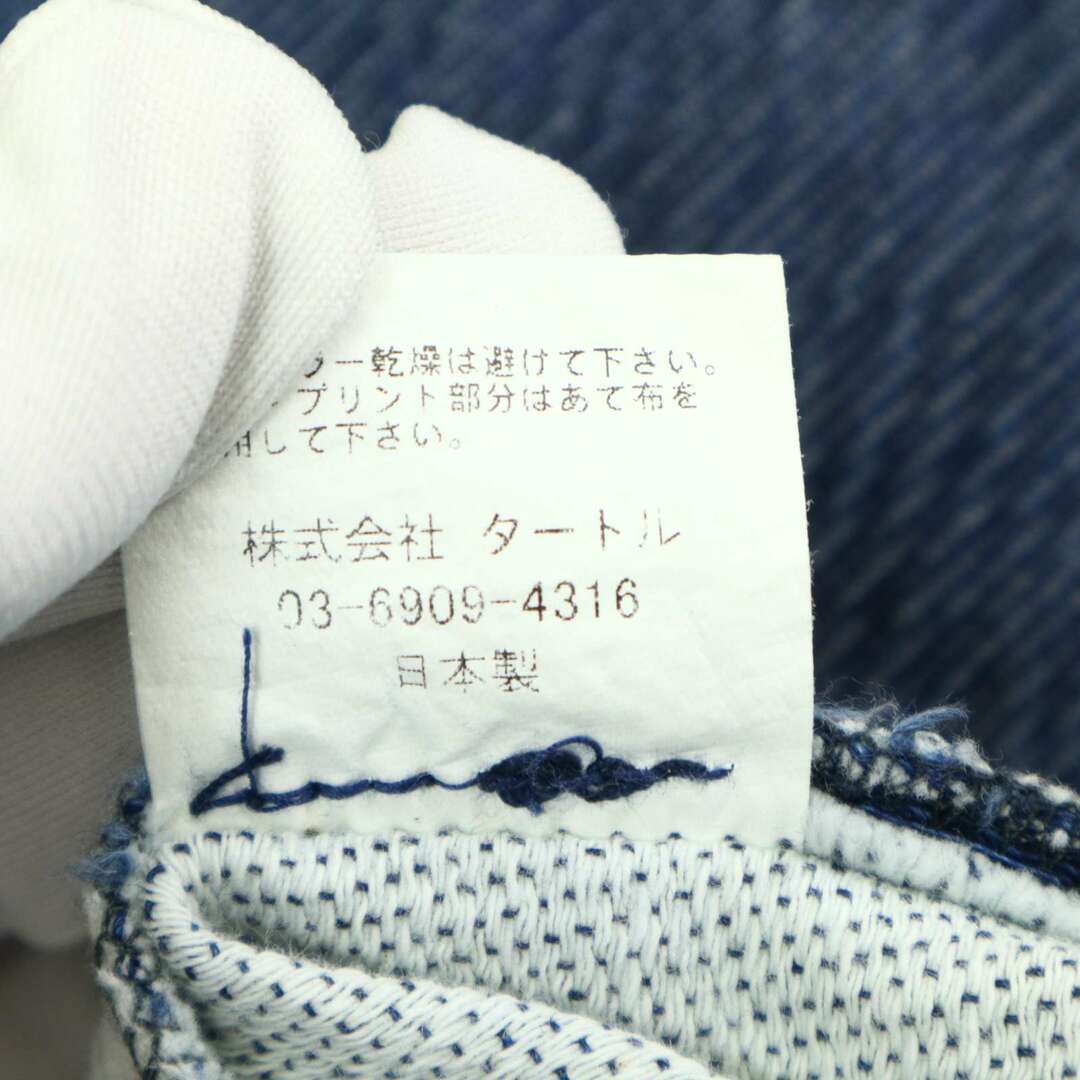 ー乾燥は避けて下さい。
プリント部分はあて布を
用して下さい。
株式会社 タートル
03-6909-4316
日本製